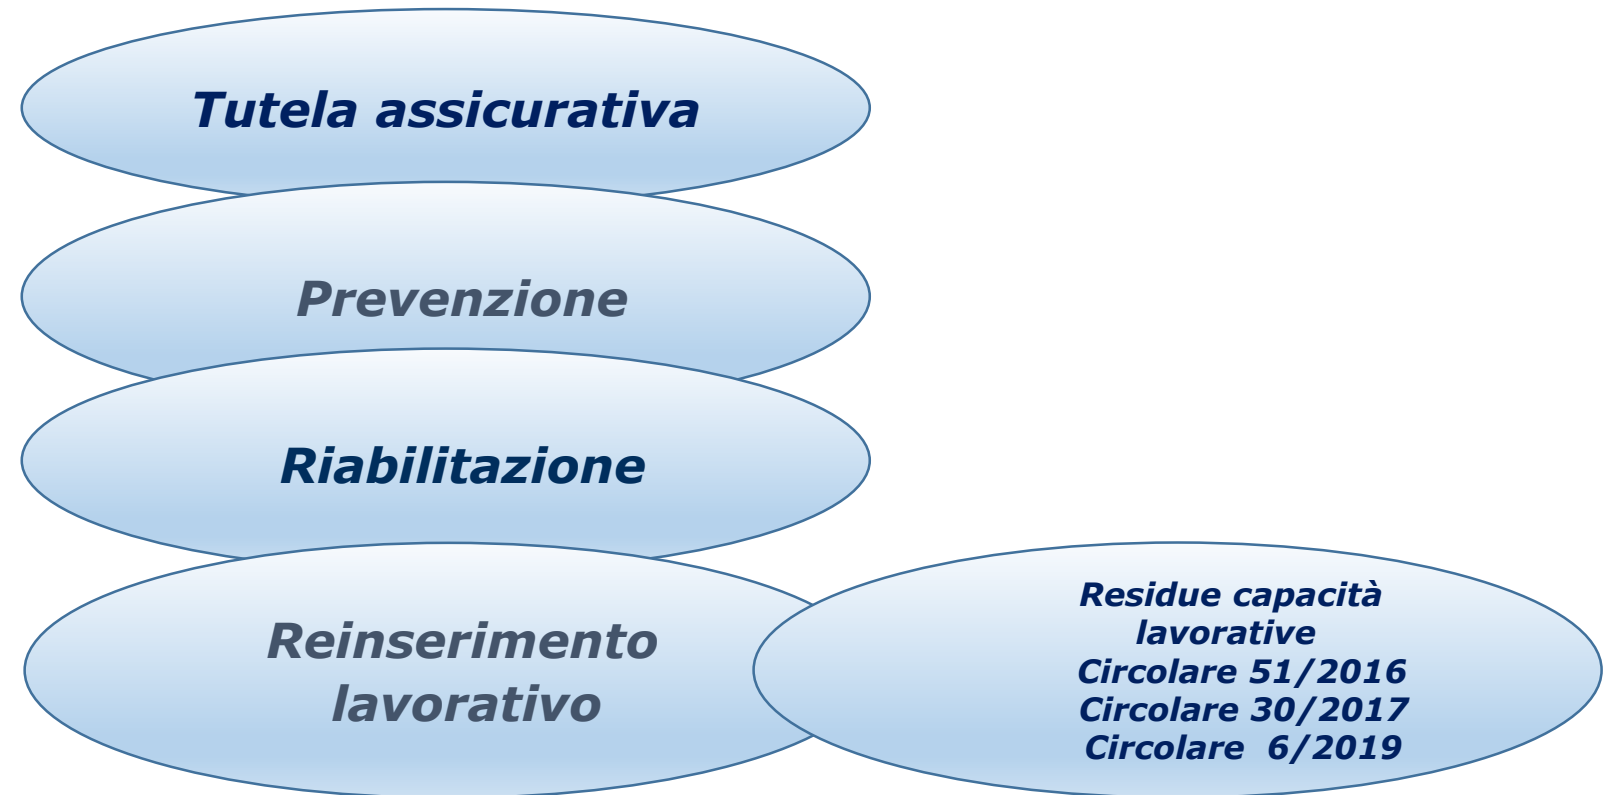 Tutela assicurativa
Prevenzione
Riabilitazione
Reinserimento
lavorativo
Residue capacità
lavorative
Circolare 51/2016
Circolare 30/2017
Circolare 6/2019